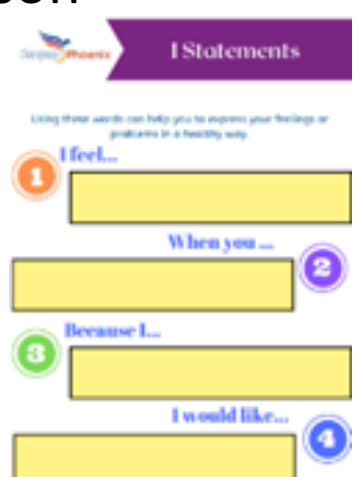 Phoenix
I Statements
Using these words can help you to express your feelings or
problems in a healthy way.
I feel...
1
When you ...
2
Because I...
3
I would like...
4